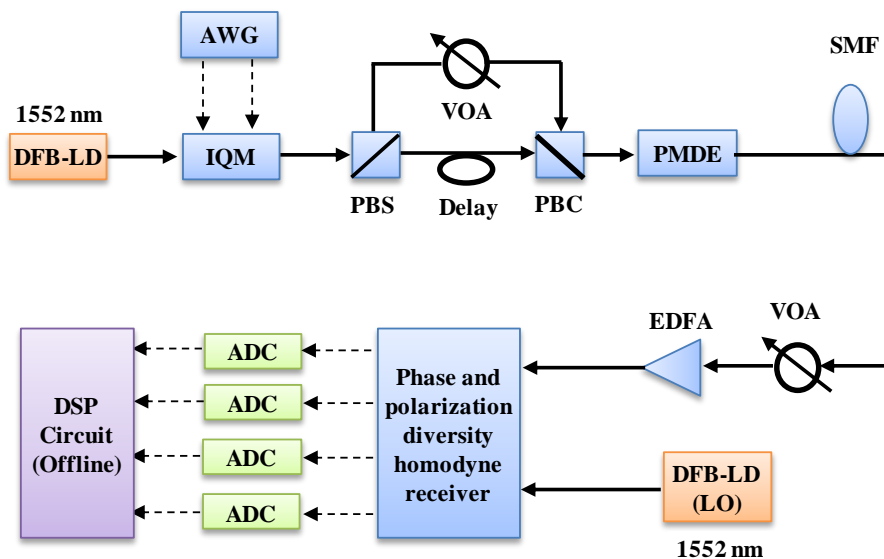 AWG
SMF
1552 nm
VOA
DFB-LD
IQM
PMDE
PBS
Delay
PBC
EDFA
VOA
ADC
Phase and
polarization
diversity
homodyne
receiver
DSP
Circuit
(Offline)
ADC
ADC
ADC
DFB-LD
(LO)
1552 nm